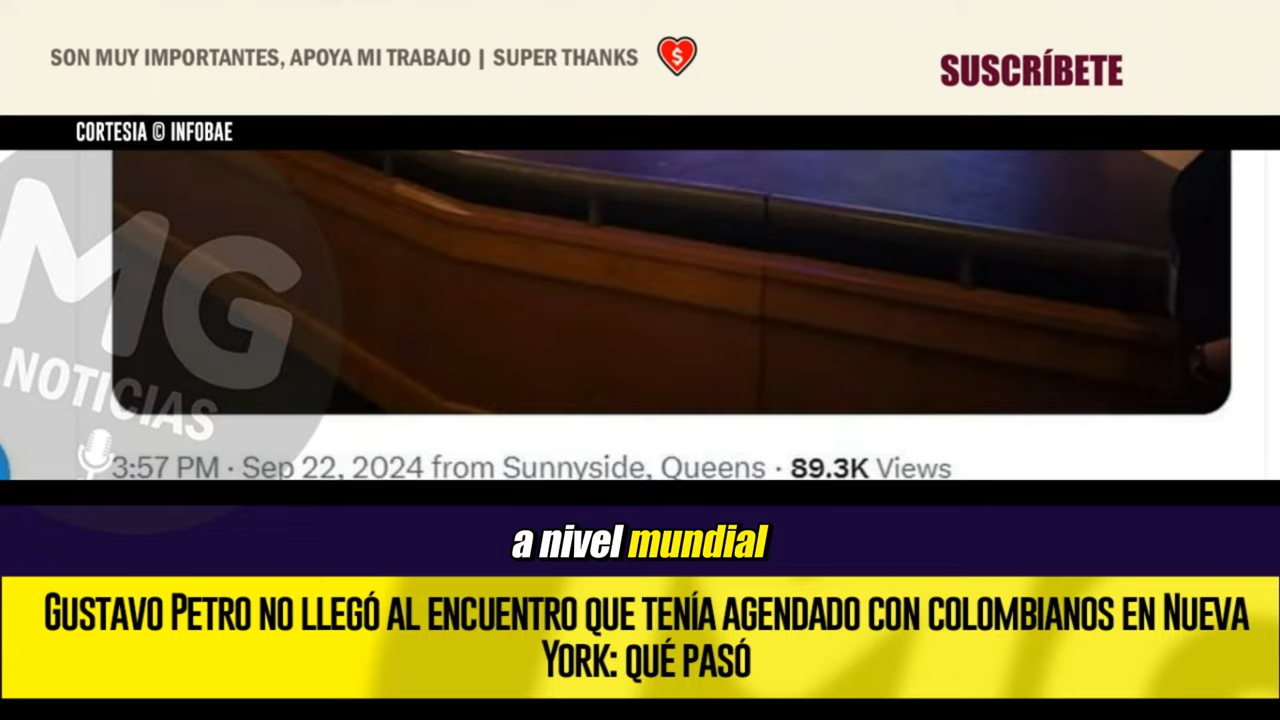 SON MUY IMPORTANTES, APOYA MI TRABAJO | SUPER THANKS $
SUSCRÍBETE
CORTESIA © INFOBAE
MG
NOTICIAS
3:57 PM · Sep 22, 2024 from Sunnyside, Queens · 89.3K Views
a nivel mundial
GUSTAVO PETRO NO LLEGÓ AL ENCUENTRO QUE TENÍA AGENDADO CON COLOMBIANOS EN NUEVA
YORK: QUÉ PASÓ